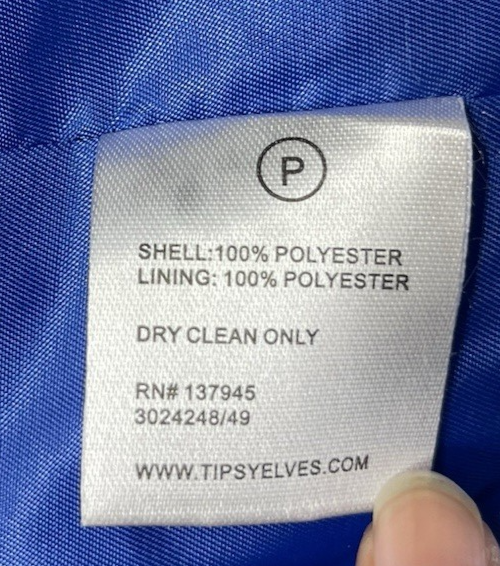 P
SHELL:100% POLYESTER
LINING: 100% POLYESTER
DRY CLEAN ONLY
RN# 137945
3024248/49
WWW.TIPSYELVES.COM